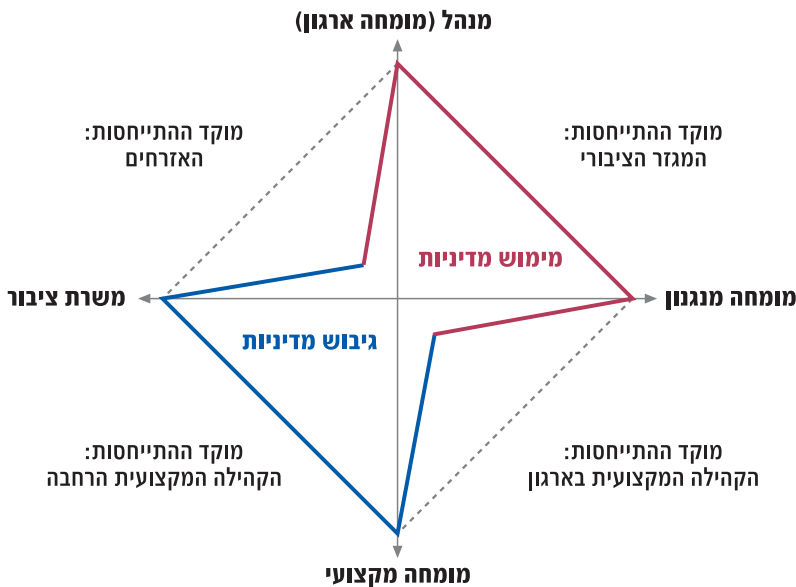 מנהל (מומחה ארגון)
מוקד ההתייחסות:
המגזר הציבורי
מוקד ההתייחסות:
האזרחים
מימוש מדיניות
מומחה מנגנון
משרת ציבור
גיבוש מדיניות
מוקד ההתייחסות:
הקהילה המקצועית בארגון
מוקד ההתייחסות:
הקהילה המקצועית הרחבה
מומחה מקצועי